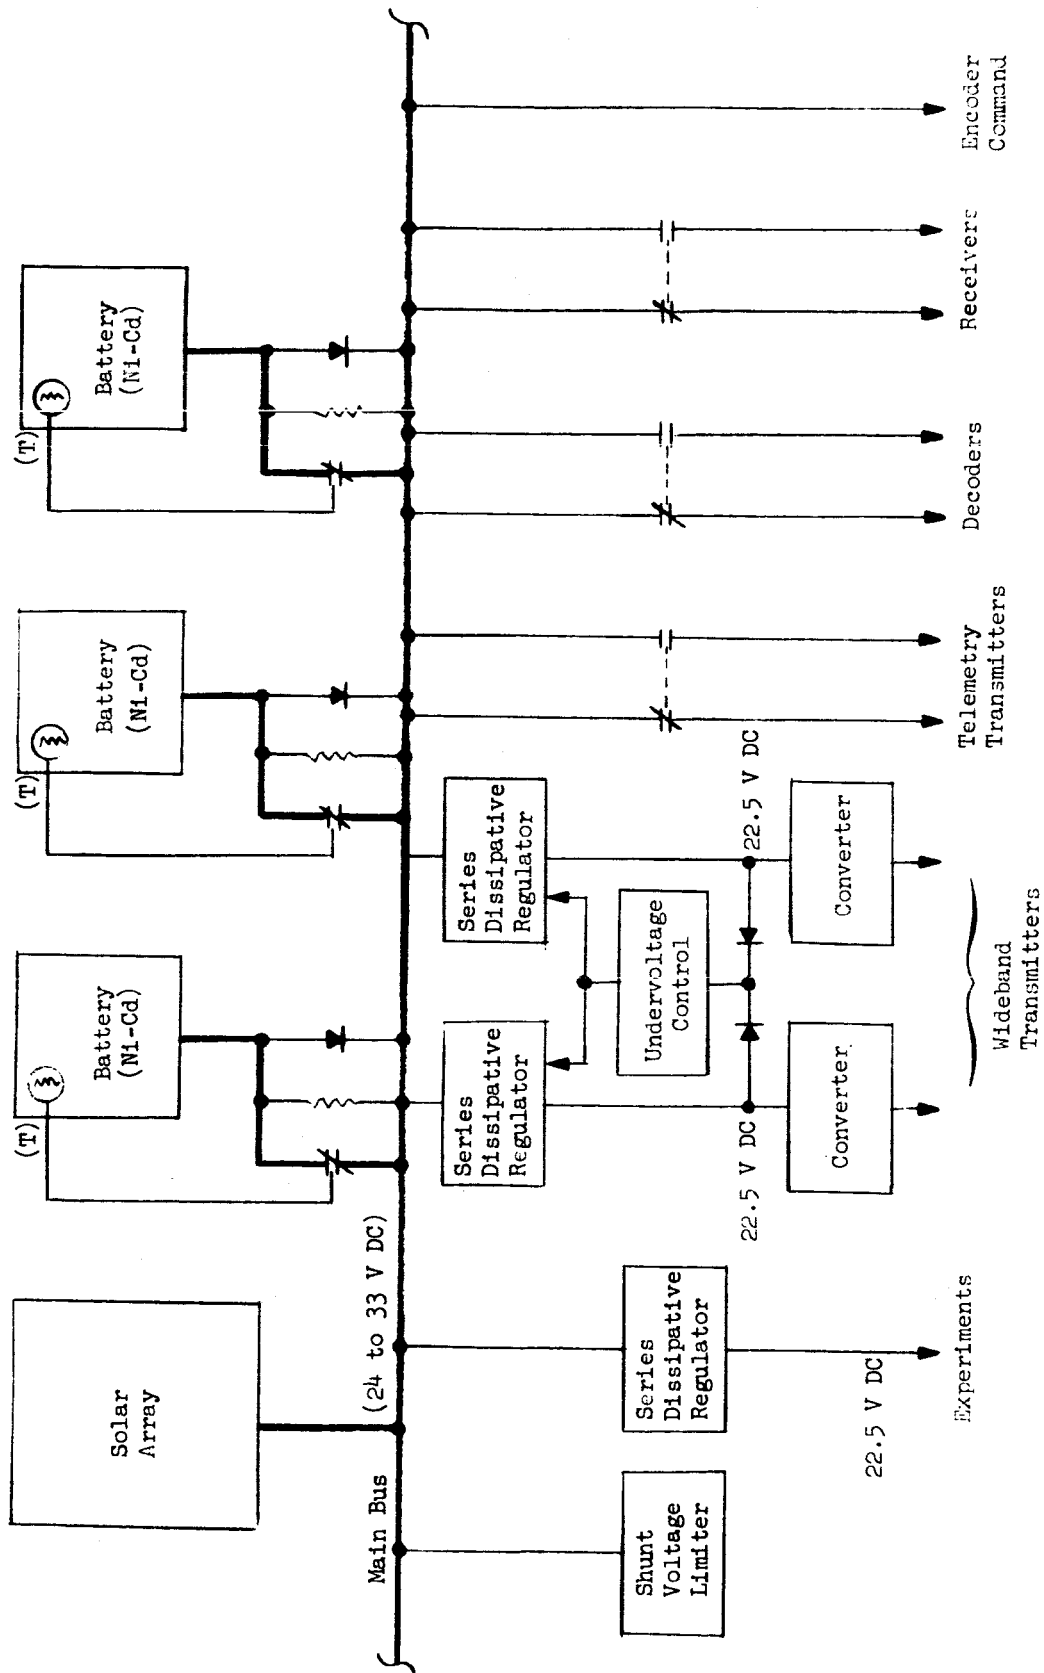 Solar
Array
(T)
Battery
(Ni-Cd)
(T)
Battery
(Ni-Cd)
(T)
Battery
(Ni-Cd)
Main Bus
(24 to 33 V DC)
Shunt
Voltage
Limiter
Series
Dissipative
Regulator
22.5 V DC
Experiments
Series
Dissipative
Regulator
Series
Dissipative
Regulator
Undervoltage
Control
22.5 V DC
22.5 V DC
Converter
Converter
Wideband
Transmitters
Telemetry
Transmitters
Decoders
Receivers
Encoder
Command